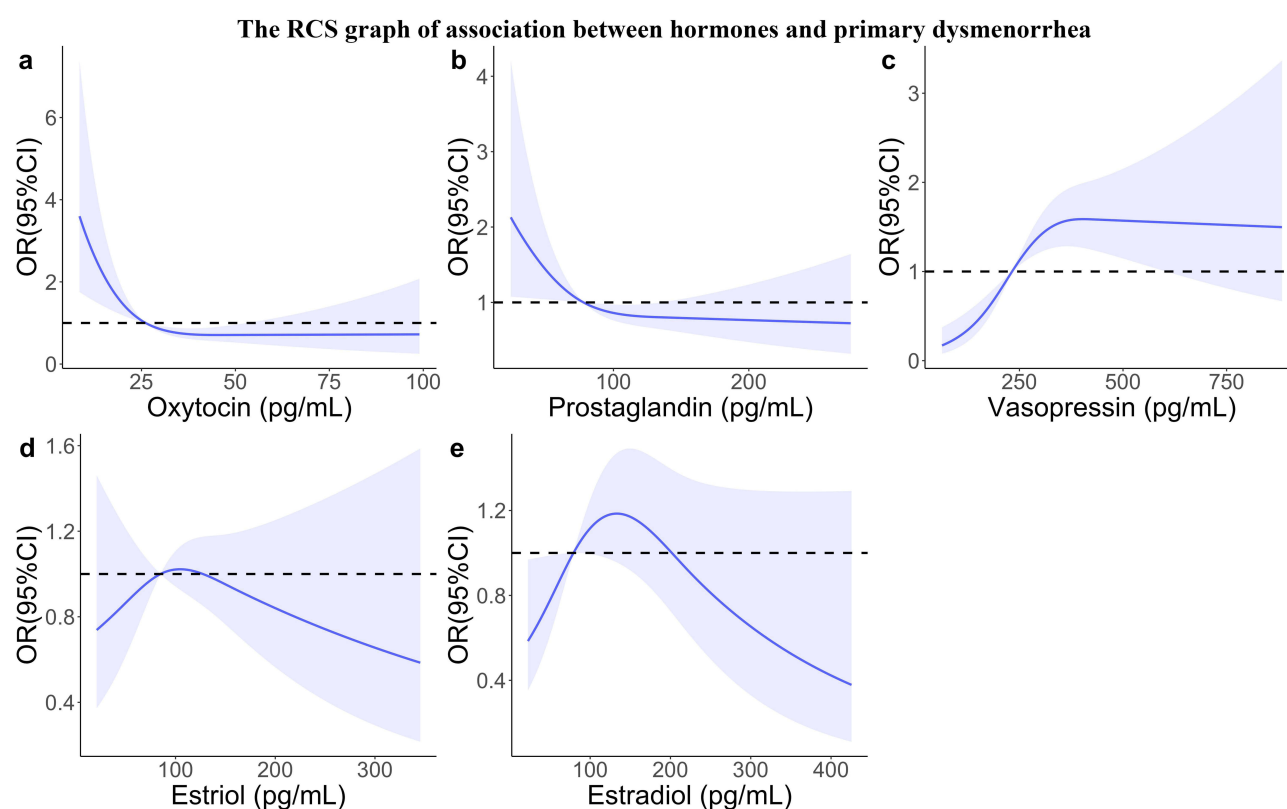 The RCS graph of association between hormones and primary dysmenorrhea
a
OR(95%CI)
6
4
2
0
25
50
75
100
Oxytocin (pg/mL)
b
OR(95%CI)
4
3
2
1
100
200
Prostaglandin (pg/mL)
c
OR(95%CI)
3
2
1
0
250
500
750
Vasopressin (pg/mL)
d
OR(95%CI)
1.6
1.2
1.0
0.8
0.4
100
200
300
Estriol (pg/mL)
e
OR(95%CI)
1.2
1.0
0.8
0.4
100
200
300
400
Estradiol (pg/mL)